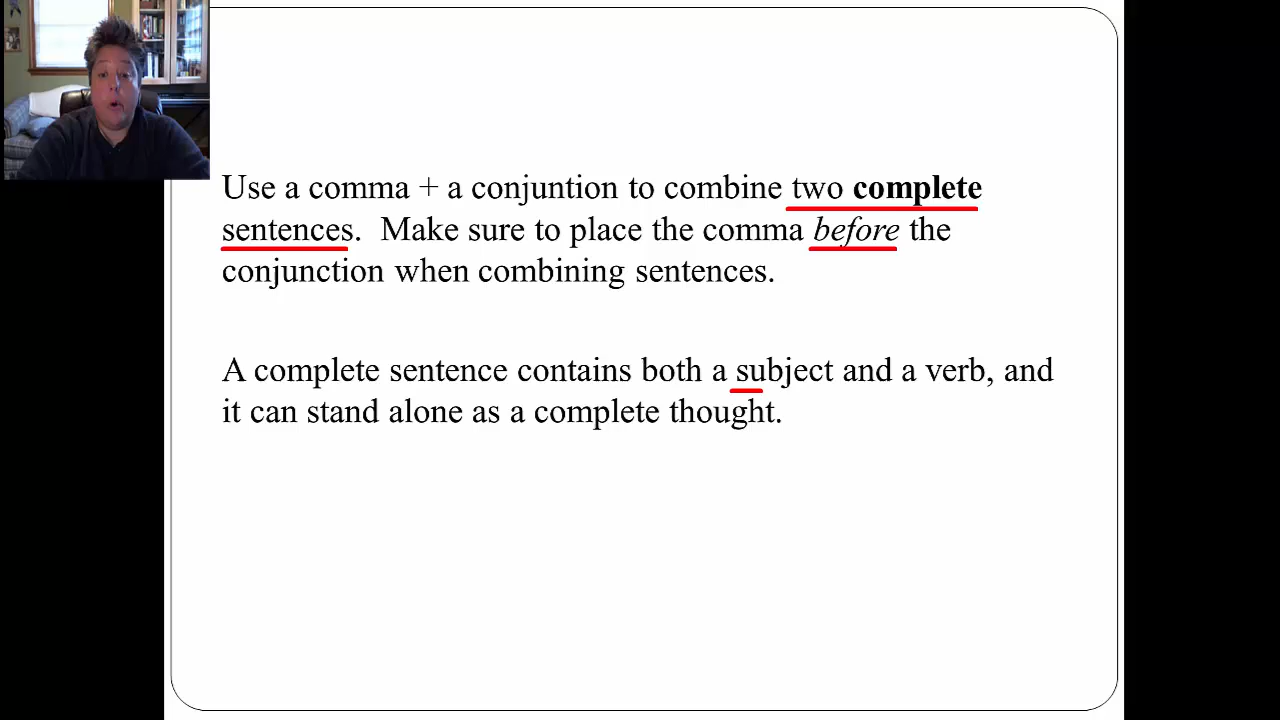 Use a comma + a conjuntion to combine two complete
sentences. Make sure to place the comma before the
conjunction when combining sentences.
A complete sentence contains both a subject and a verb, and
it can stand alone as a complete thought.